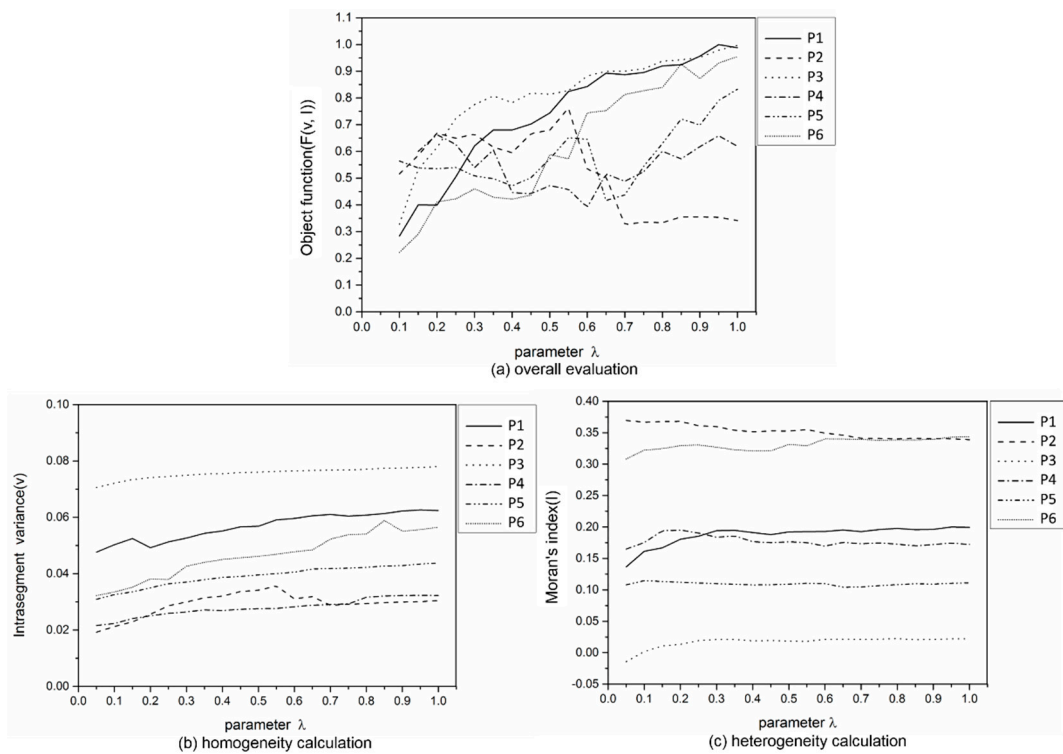 1.1
1.0
0.9
0.8
0.7
0.6
0.5
0.4
0.3
0.2
0.1
0.0
Object function(F(v, I))
0.0 0.1 0.2 0.3 0.4 0.5 0.6 0.7 0.8 0.9 1.0
parameter λ
P1
P2
P3
P4
P5
P6
(a) overall evaluation
0.10
0.08
0.06
0.04
0.02
0.00
Intrasegment variance(v)
0.0 0.1 0.2 0.3 0.4 0.5 0.6 0.7 0.8 0.9 1.0
parameter λ
P1
P2
P3
P4
P5
P6
(b) homogeneity calculation
0.40
0.35
0.30
0.25
0.20
0.15
0.10
0.05
0.00
-0.05
Moran's index(I)
0.0 0.1 0.2 0.3 0.4 0.5 0.6 0.7 0.8 0.9 1.0
parameter λ
P1
P2
P3
P4
P5
P6
(c) heterogeneity calculation